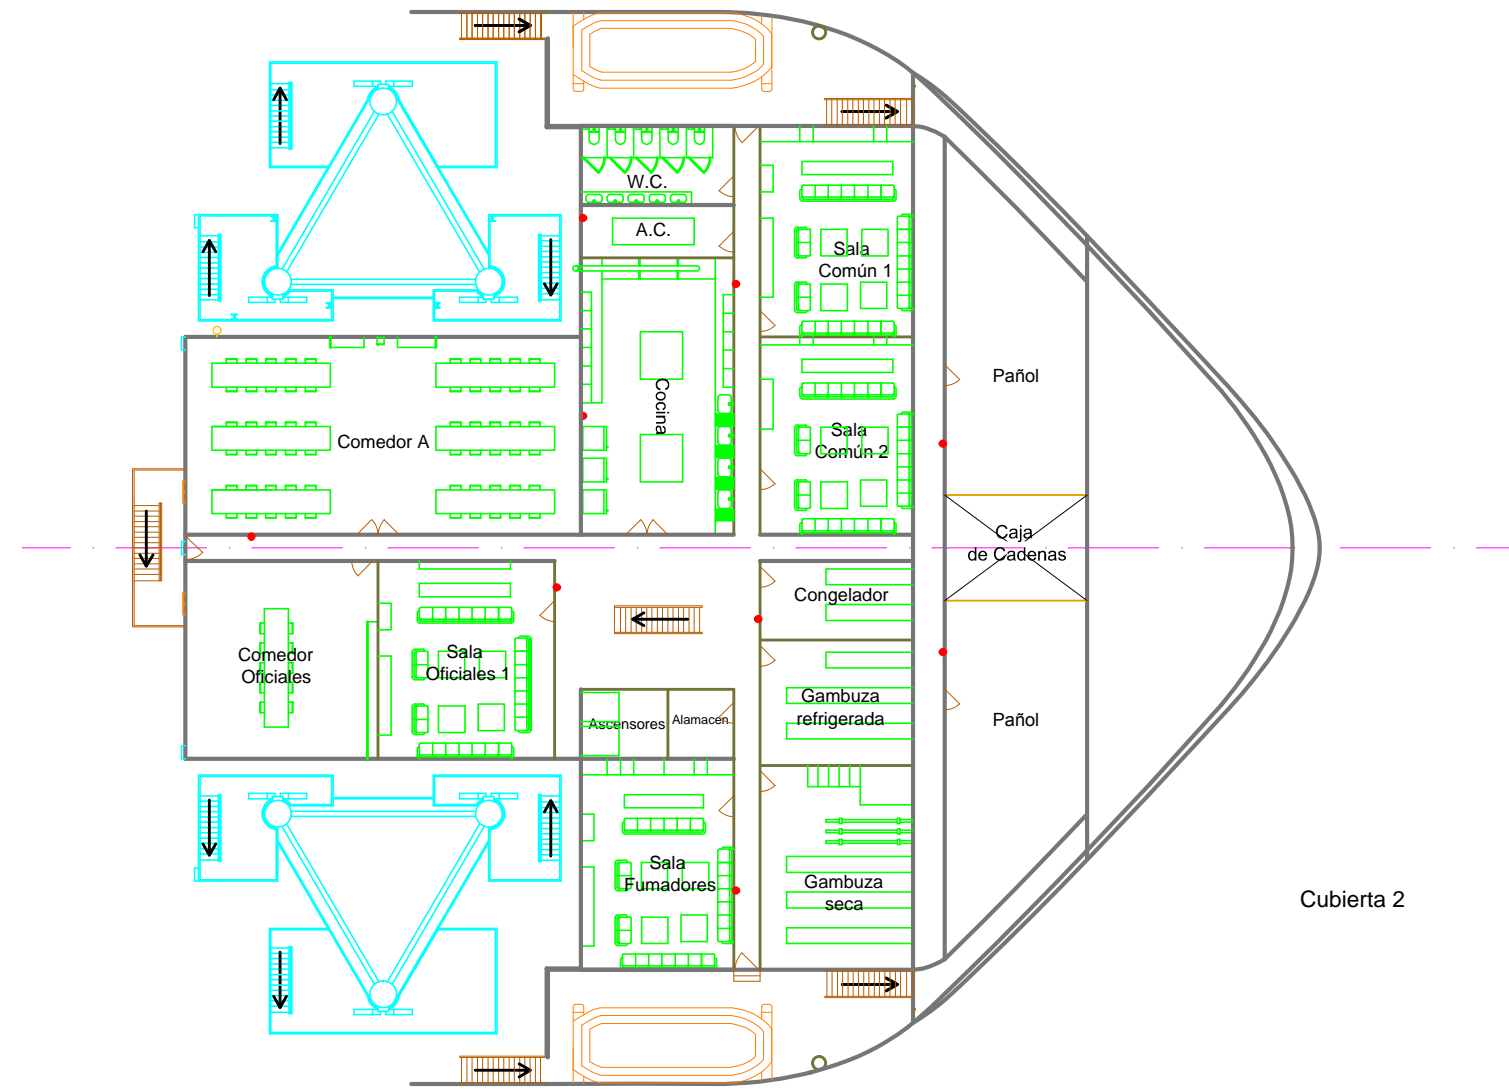 W.C.
A.C.
Sala
Común 1
Cocina
Comedor A
Sala
Común 2
Pañol
Caja
de Cadenas
Congelador
Comedor
Oficiales
Sala
Oficiales 1
Ascensores
Alamacen
Gambuza
refrigerada
Pañol
Sala
Fumadores
Gambuza
seca
Cubierta 2